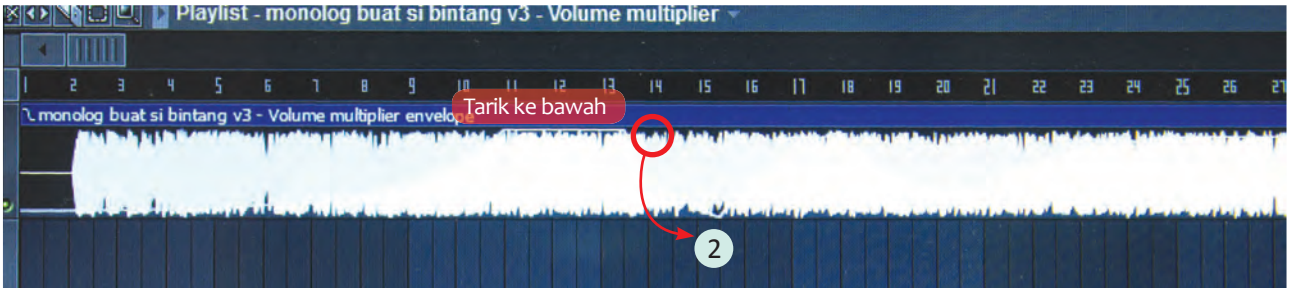 Playlist - monolog buat si bintang v3 - Volume multiplier
1 2 3 4 5 6 7 8 9 10 11 12 13 14 15 16 17 18 19 20 21 22 23 24 25 26 27
monolog buat si bintang v3 - Volume multiplier envelope
Tarik ke bawah
2